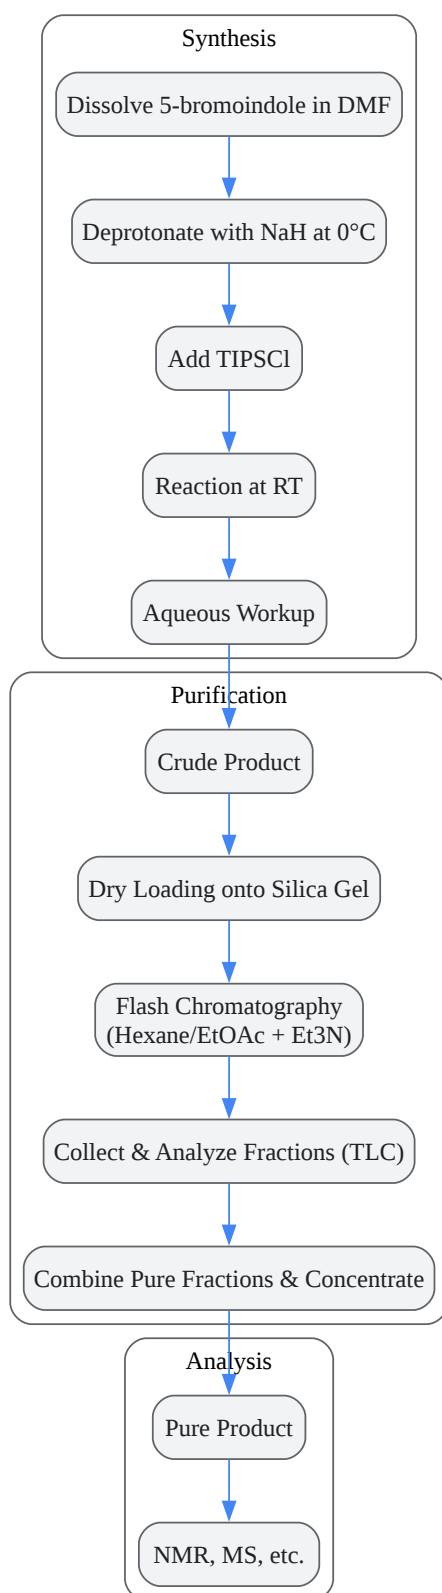 Synthesis
Dissolve 5-bromoindole in DMF
Deprotonate with NaH at 0°C
Add TIPSCl
Reaction at RT
Aqueous Workup
Purification
Crude Product
Dry Loading onto Silica Gel
Flash Chromatography
(Hexane/EtOAc + Et3N)
Collect & Analyze Fractions (TLC)
Combine Pure Fractions & Concentrate
Analysis
Pure Product
NMR, MS, etc.